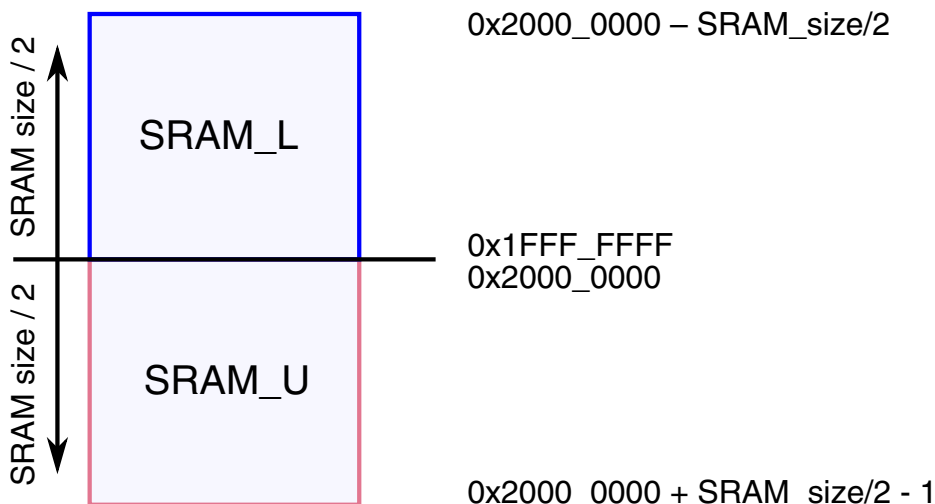 0x2000_0000 – SRAM_size/2
SRAM size / 2
SRAM_L
0x1FFF_FFFF
0x2000_0000
SRAM size / 2
SRAM_U
0x2000_0000 + SRAM_size/2 - 1